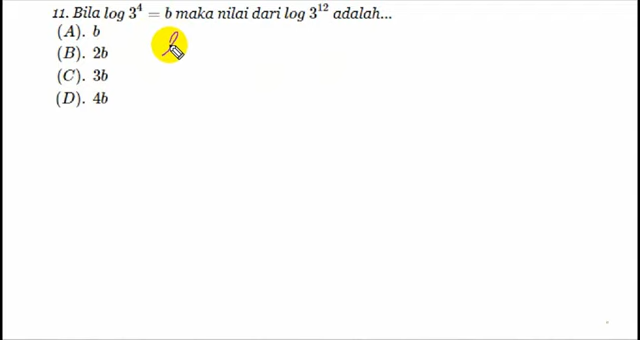 11. Bila log 3⁴ = b maka nilai dari log 3¹² adalah...
(A). b
(B). 2b
(C). 3b
(D). 4b